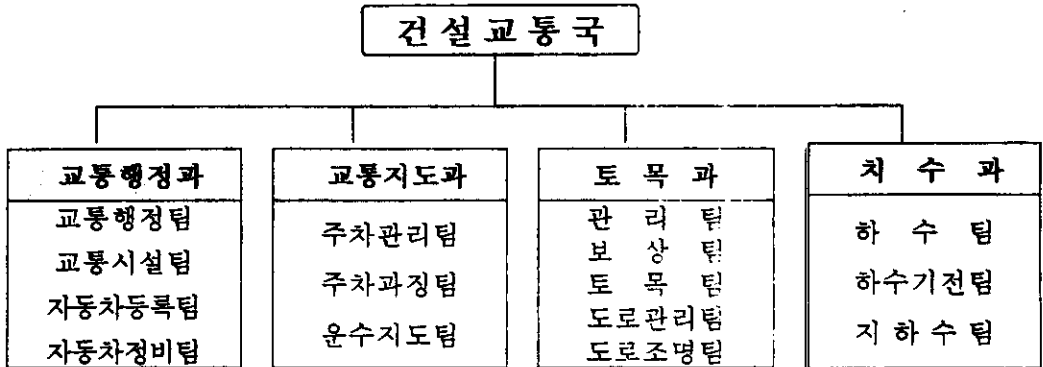 건설교통국
교통행정과
교통행정팀
교통시설팀
자동차등록팀
자동차정비팀
교통지도과
주차관리팀
주차과징팀
운수지도팀
토 목 과
관 리 팀
보 상 팀
토 목 팀
도로관리팀
도로조명팀
치 수 과
하 수 팀
하수기전팀
지 하 수 팀